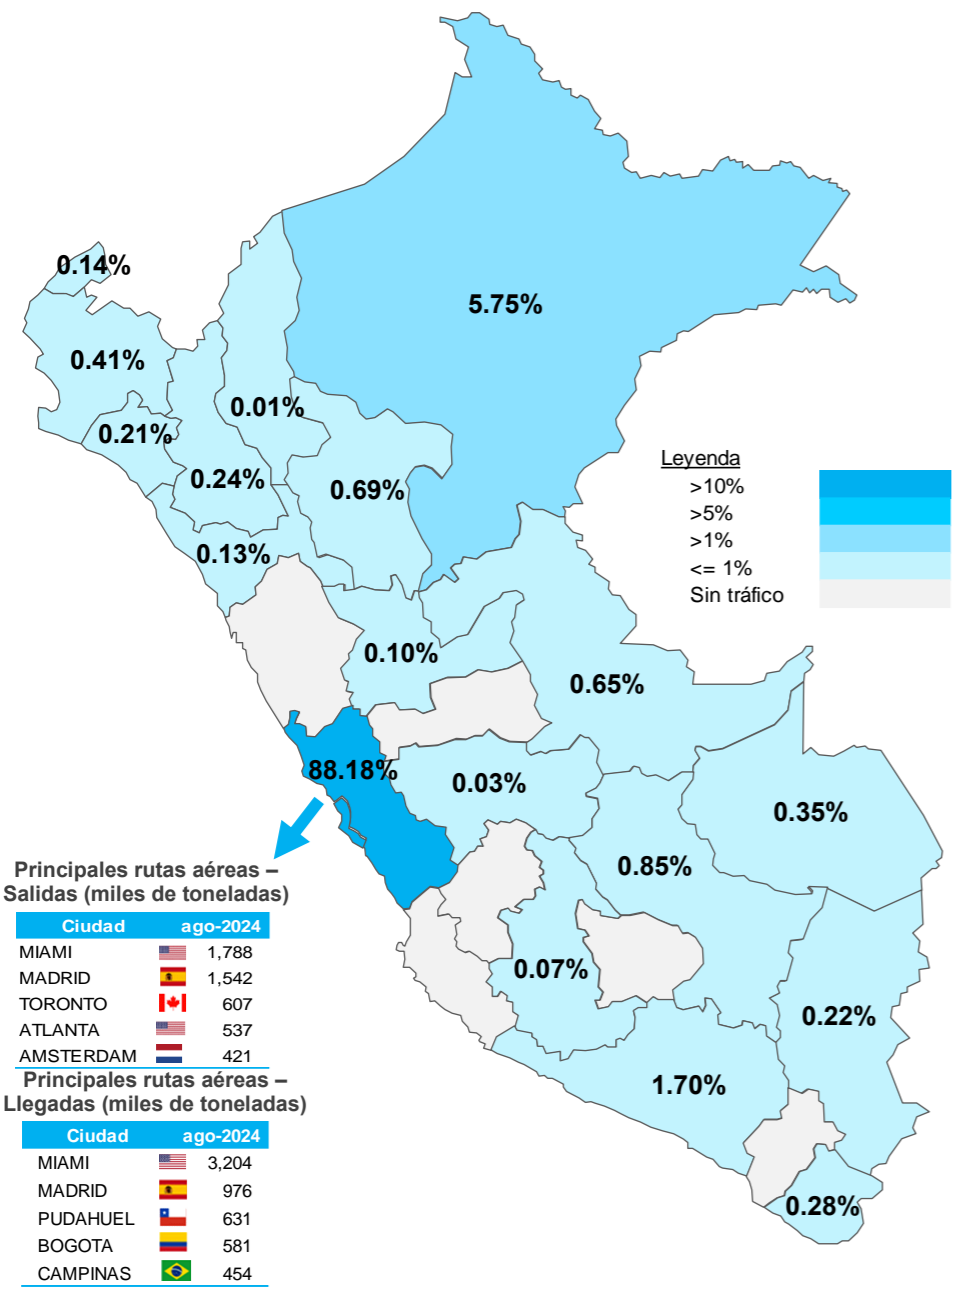 0.14%
5.75%
0.41%
0.01%
0.21%
0.24%
0.69%
Leyenda
>10%
>5%
>1%
<= 1%
Sin tráfico
0.13%
0.10%
0.65%
88.18%
0.03%
0.35%
0.85%
Principales rutas aéreas –
Salidas (miles de toneladas)
Ciudad ago-2024
MIAMI 1,788
MADRID 1,542
TORONTO 607
ATLANTA 537
AMSTERDAM 421
0.07%
0.22%
1.70%
0.28%
Principales rutas aéreas –
Llegadas (miles de toneladas)
Ciudad ago-2024
MIAMI 3,204
MADRID 976
PUDAHUEL 631
BOGOTA 581
CAMPINAS 454